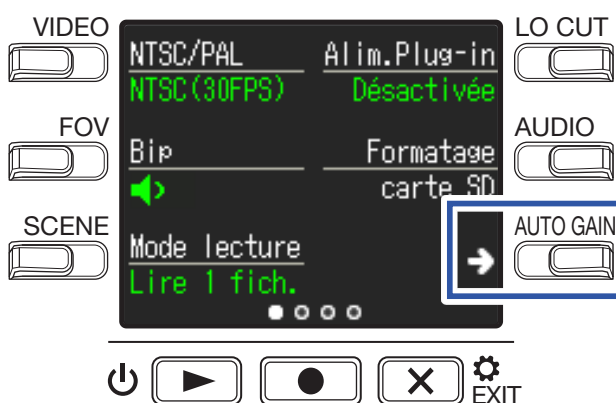 VIDEO
LO CUT
NTSC/PAL
Alim.Plug-in
NTSC(30FPS)
Désactivée
FOV
AUDIO
Bip
Formatage
carte SD
SCENE
AUTO GAIN
Mode lecture
Lire 1 fich.
EXIT